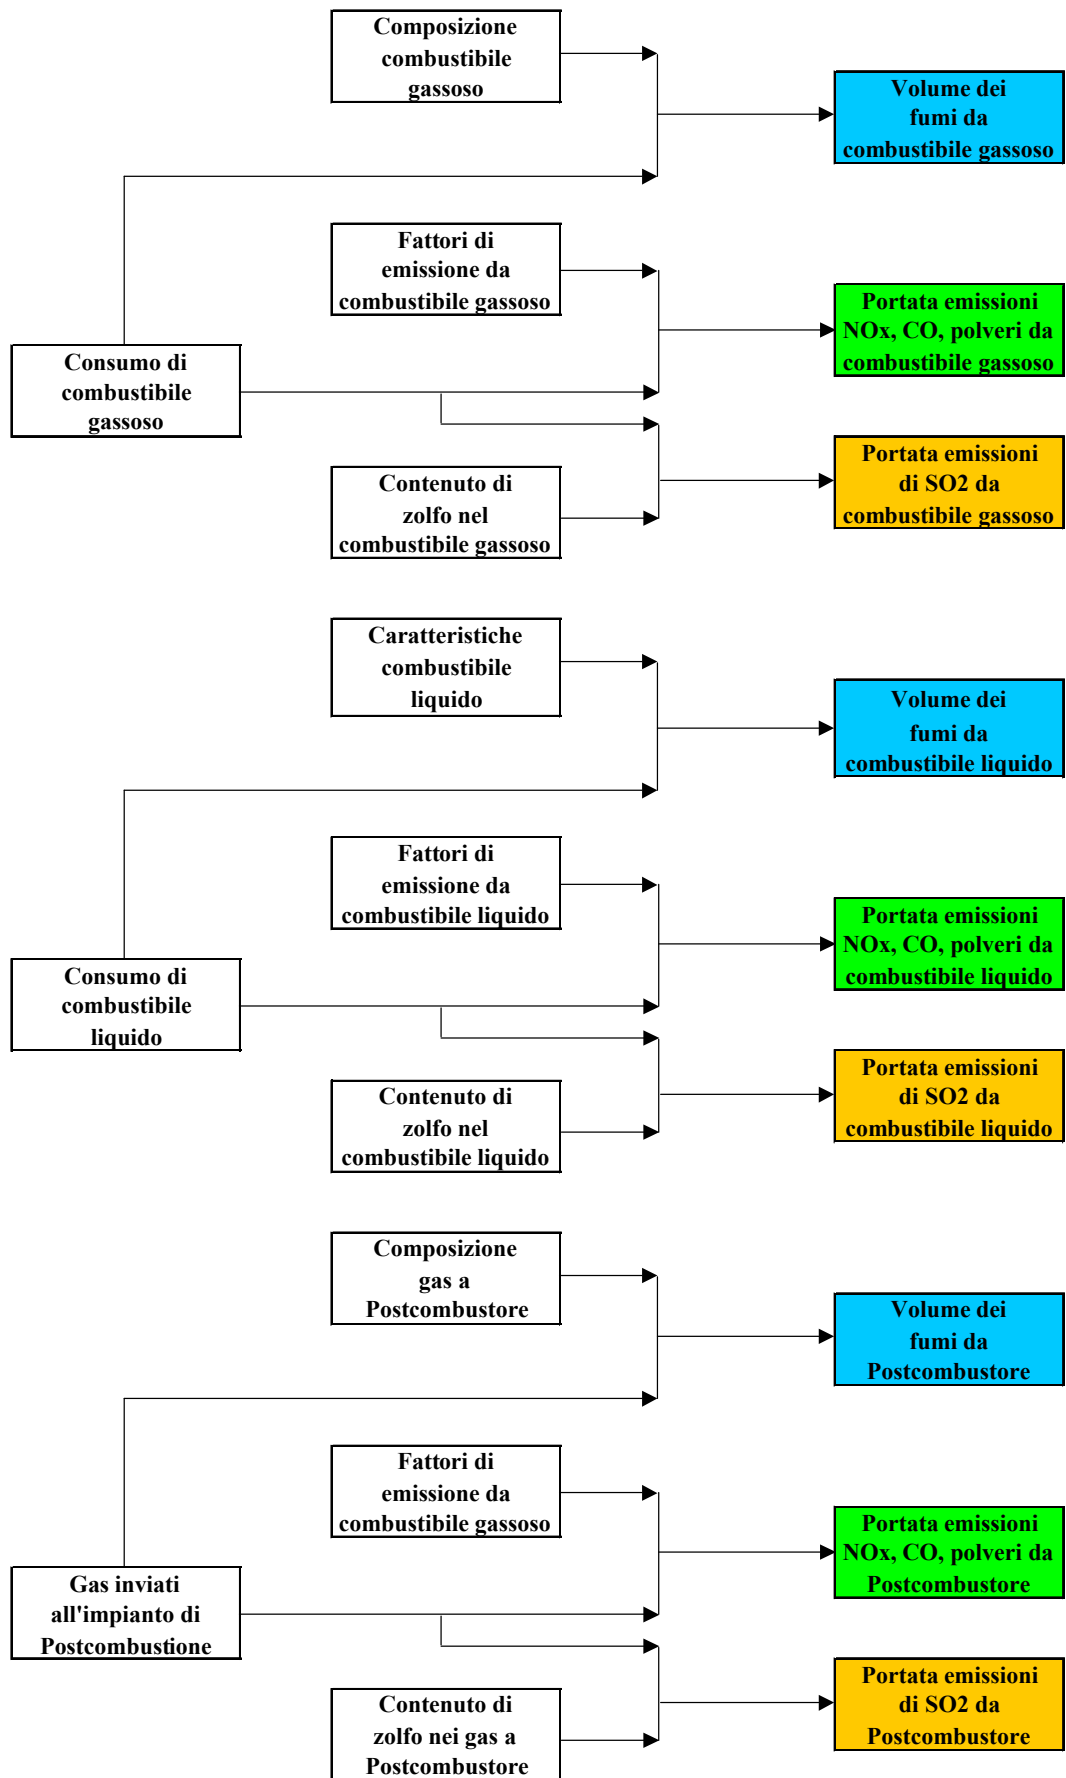 Composizione
combustibile
gassoso
Volume dei
fumi da
combustibile gassoso
Fattori di
emissione da
combustibile gassoso
Portata emissioni
NOx, CO, polveri da
combustibile gassoso
Consumo di
combustibile
gassoso
Portata emissioni
di SO2 da
combustibile gassoso
Contenuto di
zolfo nel
combustibile gassoso
Caratteristiche
combustibile
liquido
Volume dei
fumi da
combustibile liquido
Fattori di
emissione da
combustibile liquido
Portata emissioni
NOx, CO, polveri da
combustibile liquido
Consumo di
combustibile
liquido
Portata emissioni
di SO2 da
combustibile liquido
Contenuto di
zolfo nel
combustibile liquido
Composizione
gas a
Postcombustore
Volume dei
fumi da
Postcombustore
Fattori di
emissione da
combustibile gassoso
Portata emissioni
NOx, CO, polveri da
Postcombustore
Gas inviati
all'impianto di
Postcombustione
Portata emissioni
di SO2 da
Postcombustore
Contenuto di
zolfo nei gas a
Postcombustore